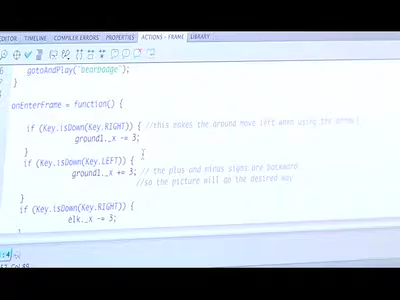 EDITOR TIMELINE COMPILER ERRORS PROPERTIES ACTIONS - FRAME LIBRARY
6 gotoAndPlay("bearbadge");
}
onEnterFrame = function() {
if (Key.isDown(Key.RIGHT)) { //this makes the ground move left when using the arrow
ground1._x -= 3;
}
if (Key.isDown(Key.LEFT)) {
ground1._x += 3; // the plus and minus signs are backward
//so the picture will go the desired way
}
if (Key.isDown(Key.RIGHT)) {
elk._x -= 3;